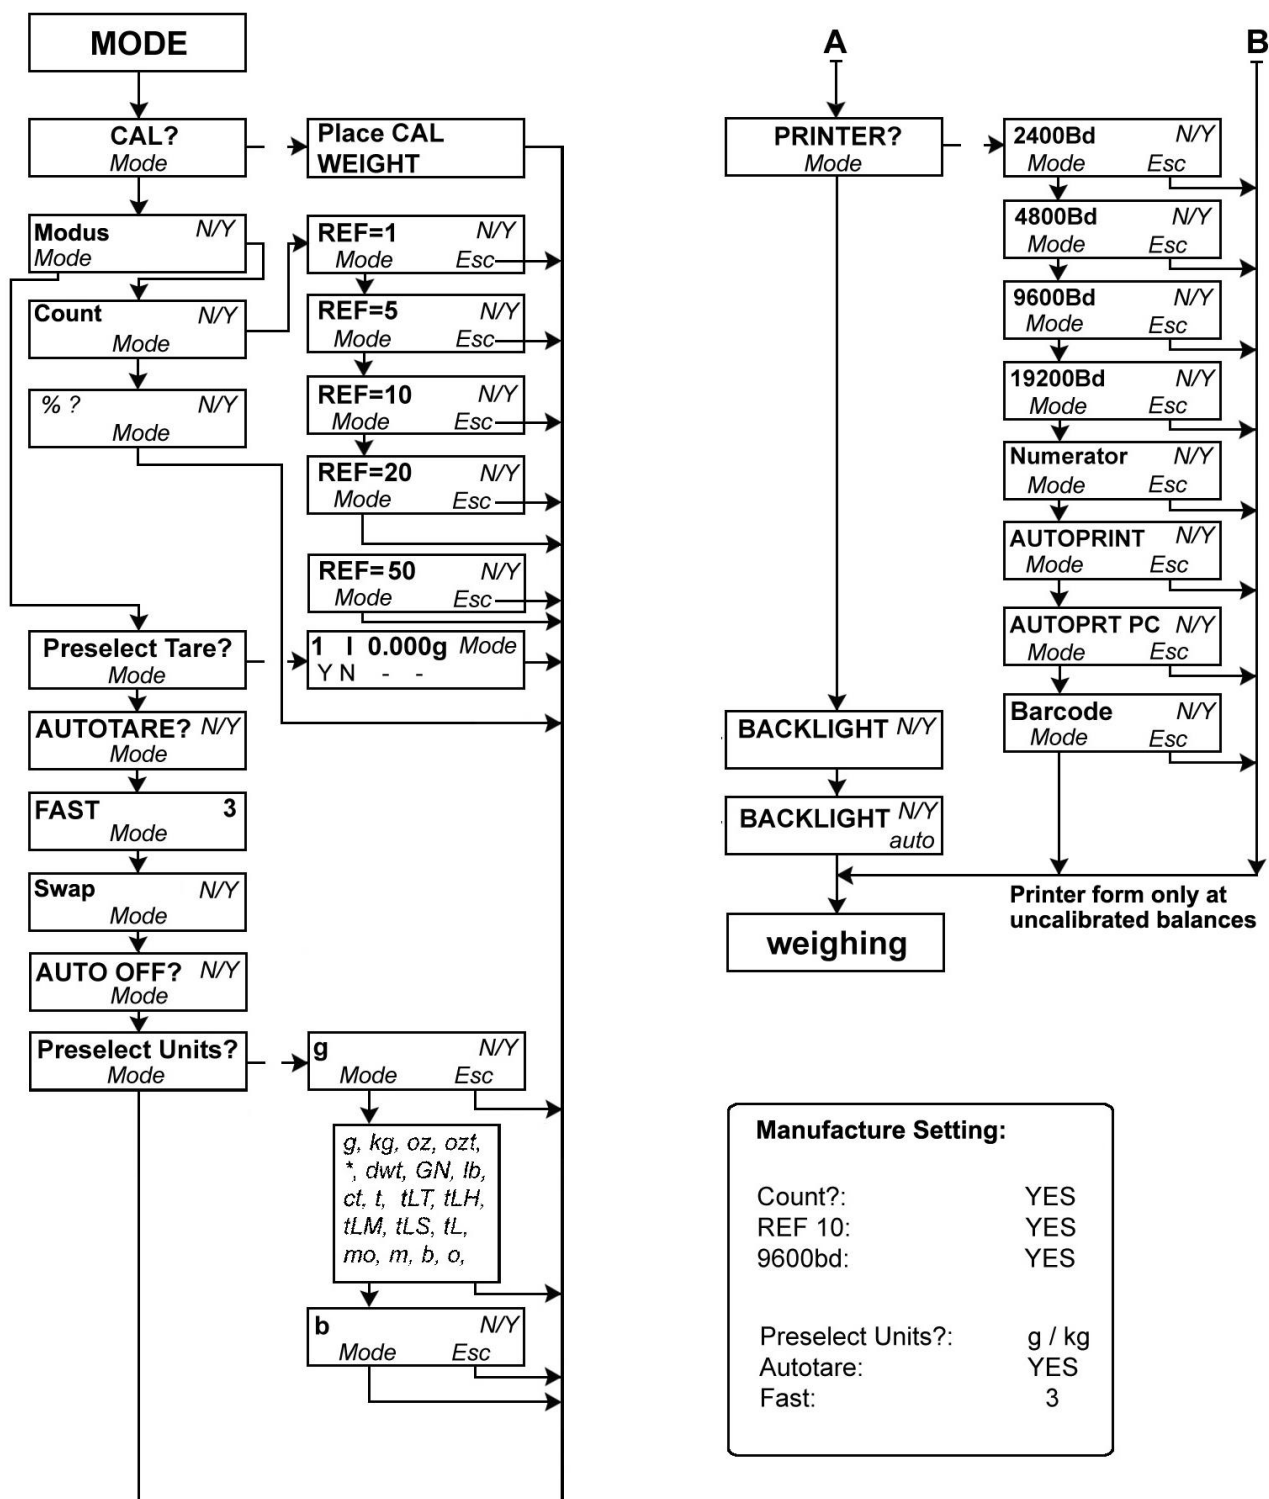 MODE
CAL?
Mode
Place CAL
WEIGHT
Modus N/Y
Mode
Count N/Y
Mode
% ? N/Y
Mode
REF=1 N/Y
Mode Esc
REF=5 N/Y
Mode Esc
REF=10 N/Y
Mode Esc
REF=20 N/Y
Mode Esc
REF=50 N/Y
Mode Esc
Preselect Tare?
Mode
1 I 0.000g Mode
Y N - -
AUTOTARE? N/Y
Mode
FAST 3
Mode
Swap N/Y
Mode
AUTO OFF? N/Y
Mode
Preselect Units?
Mode
g N/Y
Mode Esc
g, kg, oz, ozt,
*, dwt, GN, lb,
ct, t, tLT, tLH,
tLM, tLS, tL,
mo, m, b, o,
b N/Y
Mode Esc
A
B
PRINTER?
Mode
2400Bd N/Y
Mode Esc
4800Bd N/Y
Mode Esc
9600Bd N/Y
Mode Esc
19200Bd N/Y
Mode Esc
Numerator N/Y
Mode Esc
AUTOPRINT N/Y
Mode Esc
AUTOPRT PC N/Y
Mode Esc
Barcode N/Y
Mode Esc
BACKLIGHT N/Y
BACKLIGHT N/Y
auto
Printer form only at
uncalibrated balances
weighing
Manufacture Setting:
Count?: YES
REF 10: YES
9600bd: YES
Preselect Units?: g / kg
Autotare: YES
Fast: 3